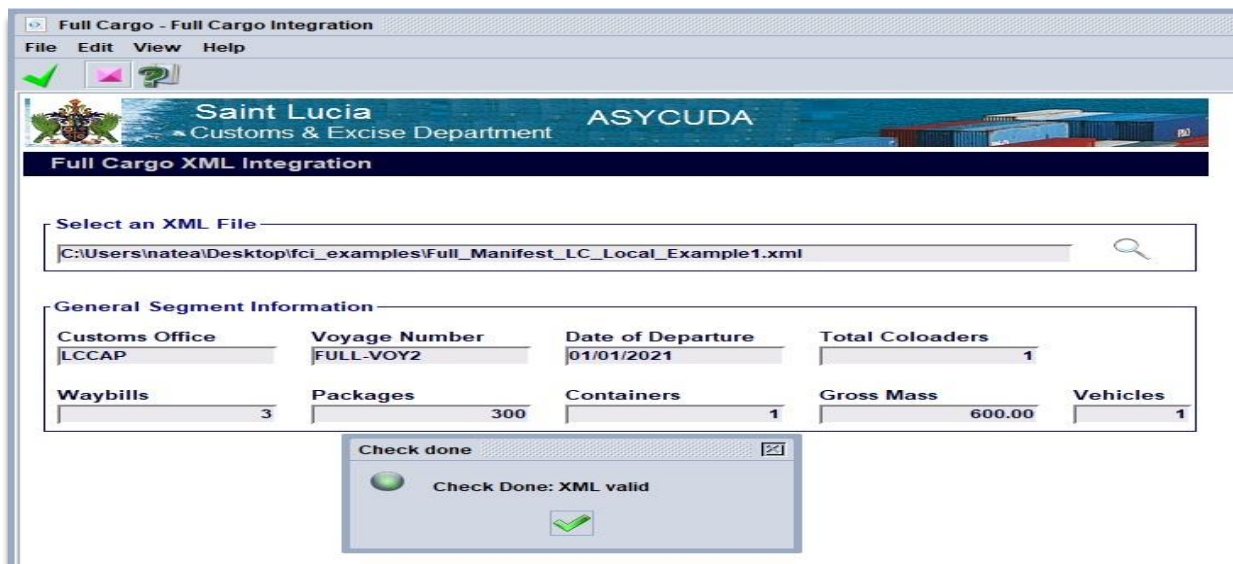 Full Cargo - Full Cargo Integration
File Edit View Help
Saint Lucia ASYCUDA
Customs & Excise Department
Full Cargo XML Integration
Select an XML File
C:\Users\natea\Desktop\fci_examples\Full_Manifest_LC_Local_Example1.xml
General Segment Information
Customs Office Voyage Number Date of Departure Total Coloaders
LCCAP FULL-VOY2 01/01/2021 1
Waybills Packages Containers Gross Mass Vehicles
3 300 1 600.00 1
Check done
Check Done: XML valid